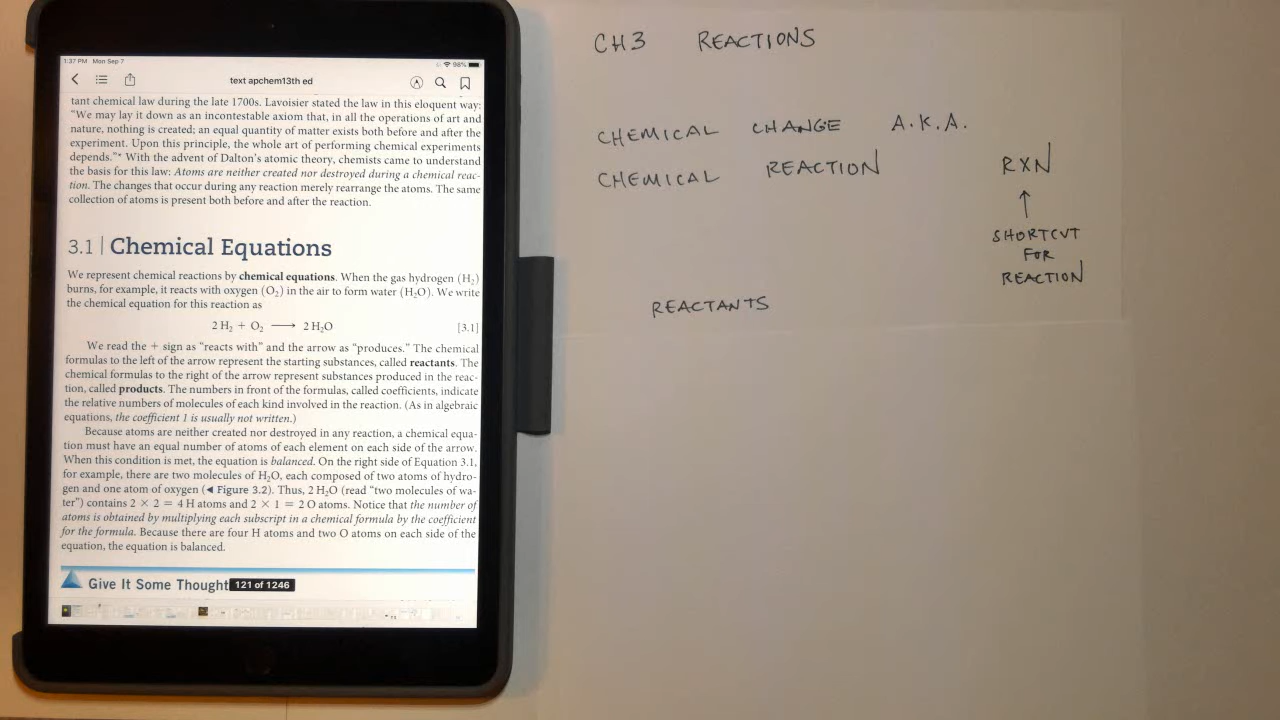 1:37 PM Mon Sep 7
98%
text apchem13th ed
tant chemical law during the late 1700s. Lavoisier stated the law in this eloquent way:
“We may lay it down as an incontestable axiom that, in all the operations of art and
nature, nothing is created; an equal quantity of matter exists both before and after the
experiment. Upon this principle, the whole art of performing chemical experiments
depends.”* With the advent of Dalton’s atomic theory, chemists came to understand
the basis for this law: Atoms are neither created nor destroyed during a chemical reac-
tion. The changes that occur during any reaction merely rearrange the atoms. The same
collection of atoms is present both before and after the reaction.
3.1 | Chemical Equations
We represent chemical reactions by chemical equations. When the gas hydrogen (H₂)
burns, for example, it reacts with oxygen (O₂) in the air to form water (H₂O). We write
the chemical equation for this reaction as
2 H₂ + O₂ ⟶ 2 H₂O [3.1]
We read the + sign as “reacts with” and the arrow as “produces.” The chemical
formulas to the left of the arrow represent the starting substances, called reactants. The
chemical formulas to the right of the arrow represent substances produced in the reac-
tion, called products. The numbers in front of the formulas, called coefficients, indicate
the relative numbers of molecules of each kind involved in the reaction. (As in algebraic
equations, the coefficient 1 is usually not written.)
Because atoms are neither created nor destroyed in any reaction, a chemical equa-
tion must have an equal number of atoms of each element on each side of the arrow.
When this condition is met, the equation is balanced. On the right side of Equation 3.1,
for example, there are two molecules of H₂O, each composed of two atoms of hydro-
gen and one atom of oxygen (◄ Figure 3.2). Thus, 2 H₂O (read “two molecules of wa-
ter”) contains 2 × 2 = 4 H atoms and 2 × 1 = 2 O atoms. Notice that the number of
atoms is obtained by multiplying each subscript in a chemical formula by the coefficient
for the formula. Because there are four H atoms and two O atoms on each side of the
equation, the equation is balanced.
Give It Some Thought 121 of 1246
CH3 REACTIONS
CHEMICAL CHANGE A.K.A.
CHEMICAL REACTION RXN
↑
SHORTCUT
FOR
REACTION
REACTANTS